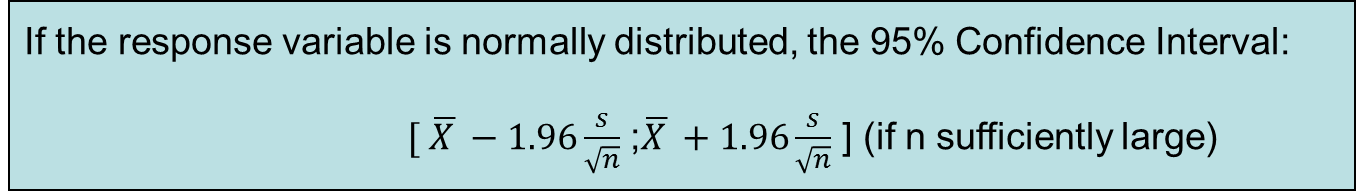 If the response variable is normally distributed, the 95% Confidence Interval:
[ X̅ − 1.96 s/√n ;X̅ + 1.96 s/√n ] (if n sufficiently large)